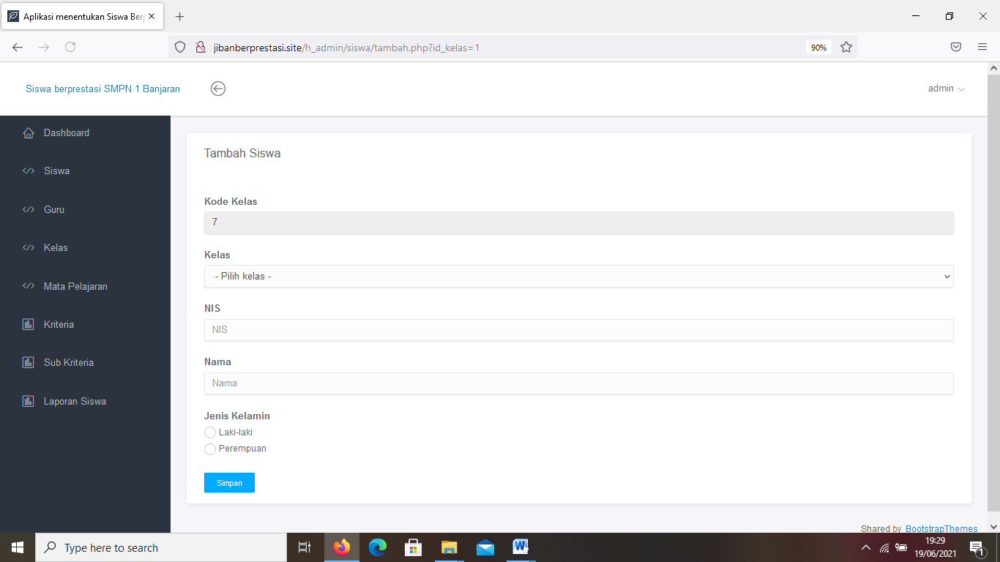 Aplikasi menentukan Siswa Berp
jibanberprestasi.site/h_admin/siswa/tambah.php?id_kelas=1
90%
Siswa berprestasi SMPN 1 Banjaran
admin
Dashboard
Siswa
Guru
Kelas
Mata Pelajaran
Kriteria
Sub Kriteria
Laporan Siswa
Tambah Siswa
Kode Kelas
7
Kelas
- Pilih kelas -
NIS
NIS
Nama
Nama
Jenis Kelamin
Laki-laki
Perempuan
Simpan
Shared by BootstrapThemes
Type here to search
19:29
19/06/2021
1